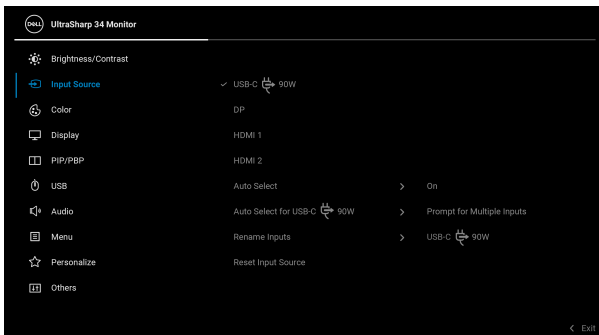 DELL UltraSharp 34 Monitor
Brightness/Contrast
Input Source USB-C 90W
Color DP
Display HDMI 1
PIP/PBP HDMI 2
USB Auto Select On
Audio Auto Select for USB-C 90W Prompt for Multiple Inputs
Menu Rename Inputs USB-C 90W
Personalize Reset Input Source
Others
Exit